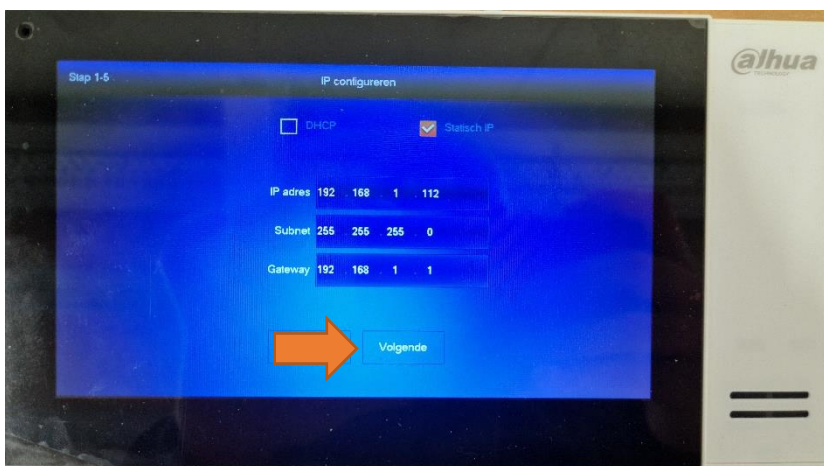 alhua
TECHNOLOGY
Stap 1-5
IP configureren
DHCP
Statisch IP
IP adres 192 . 168 . 1 . 112
Subnet 255 . 255 . 255 . 0
Gateway 192 . 168 . 1 . 1
Volgende